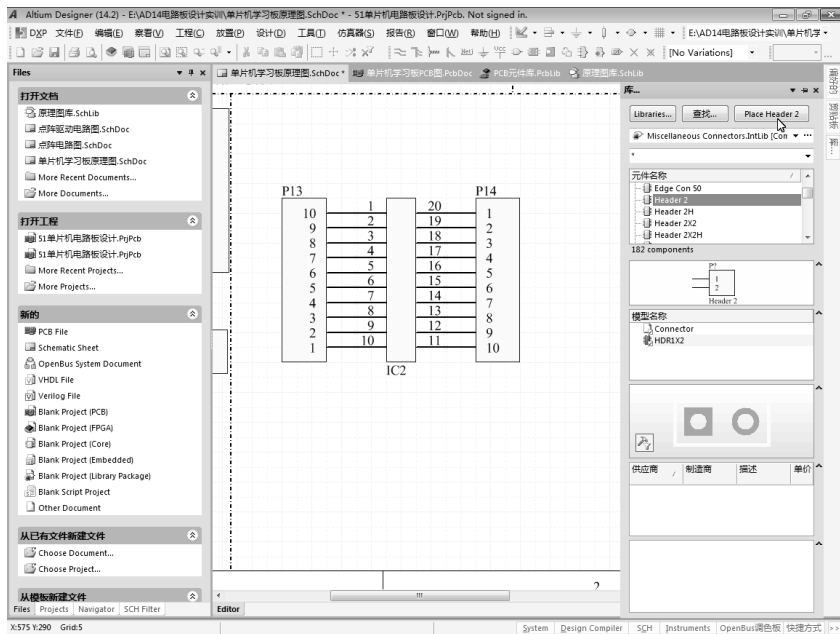 Altium Designer (14.2) - E:\AD14电路板设计实训\单片机学习板原理图.SchDoc * - 51单片机电路板设计.PrjPcb. Not signed in.
DXP 文件(F) 编辑(E) 察看(V) 工程(C) 放置(P) 设计(D) 工具(T) 仿真器(S) 报告(R) 窗口(W) 帮助(H) E:\AD14电路板设计实训\单片机学
[No Variations]
Files
单片机学习板原理图.SchDoc * 单片机学习板PCB图.PcbDoc PCB元件库.PcbLib 原理图库.SchLib
打开文档
原理图库.SchLib
点阵驱动电路图.SchDoc
点阵电路图.SchDoc
单片机学习板原理图.SchDoc
More Recent Documents...
More Documents...
打开工程
51单片机电路板设计.PrjPcb
51单片机电路板设计.PrjPcb
More Recent Projects...
More Projects...
新的
PCB File
Schematic Sheet
OpenBus System Document
VHDL File
Verilog File
Blank Project (PCB)
Blank Project (FPGA)
Blank Project (Core)
Blank Project (Embedded)
Blank Project (Library Package)
Blank Script Project
Other Document
从已有文件新建文件
Choose Document...
Choose Project...
从模板新建文件
Files Projects Navigator SCH Filter
P13 P14
10 1 20 1
9 2 19 2
8 3 18 3
7 4 17 4
6 5 16 5
5 6 15 6
4 7 14 7
3 8 13 8
2 9 12 9
1 10 11 10
IC2
2
Editor
库...
Libraries... 查找... Place Header 2
Miscellaneous Connectors.IntLib [Con
*
元件名称
Edge Con 50
Header 2
Header 2H
Header 2X2
Header 2X2H
182 components
P?
1
2
Header 2
模型名称
Connector
HDR1X2
供应商 制造商 描述 单价
X:575 Y:290 Grid:5
System Design Compiler SCH Instruments OpenBus调色板 快捷方式 >>